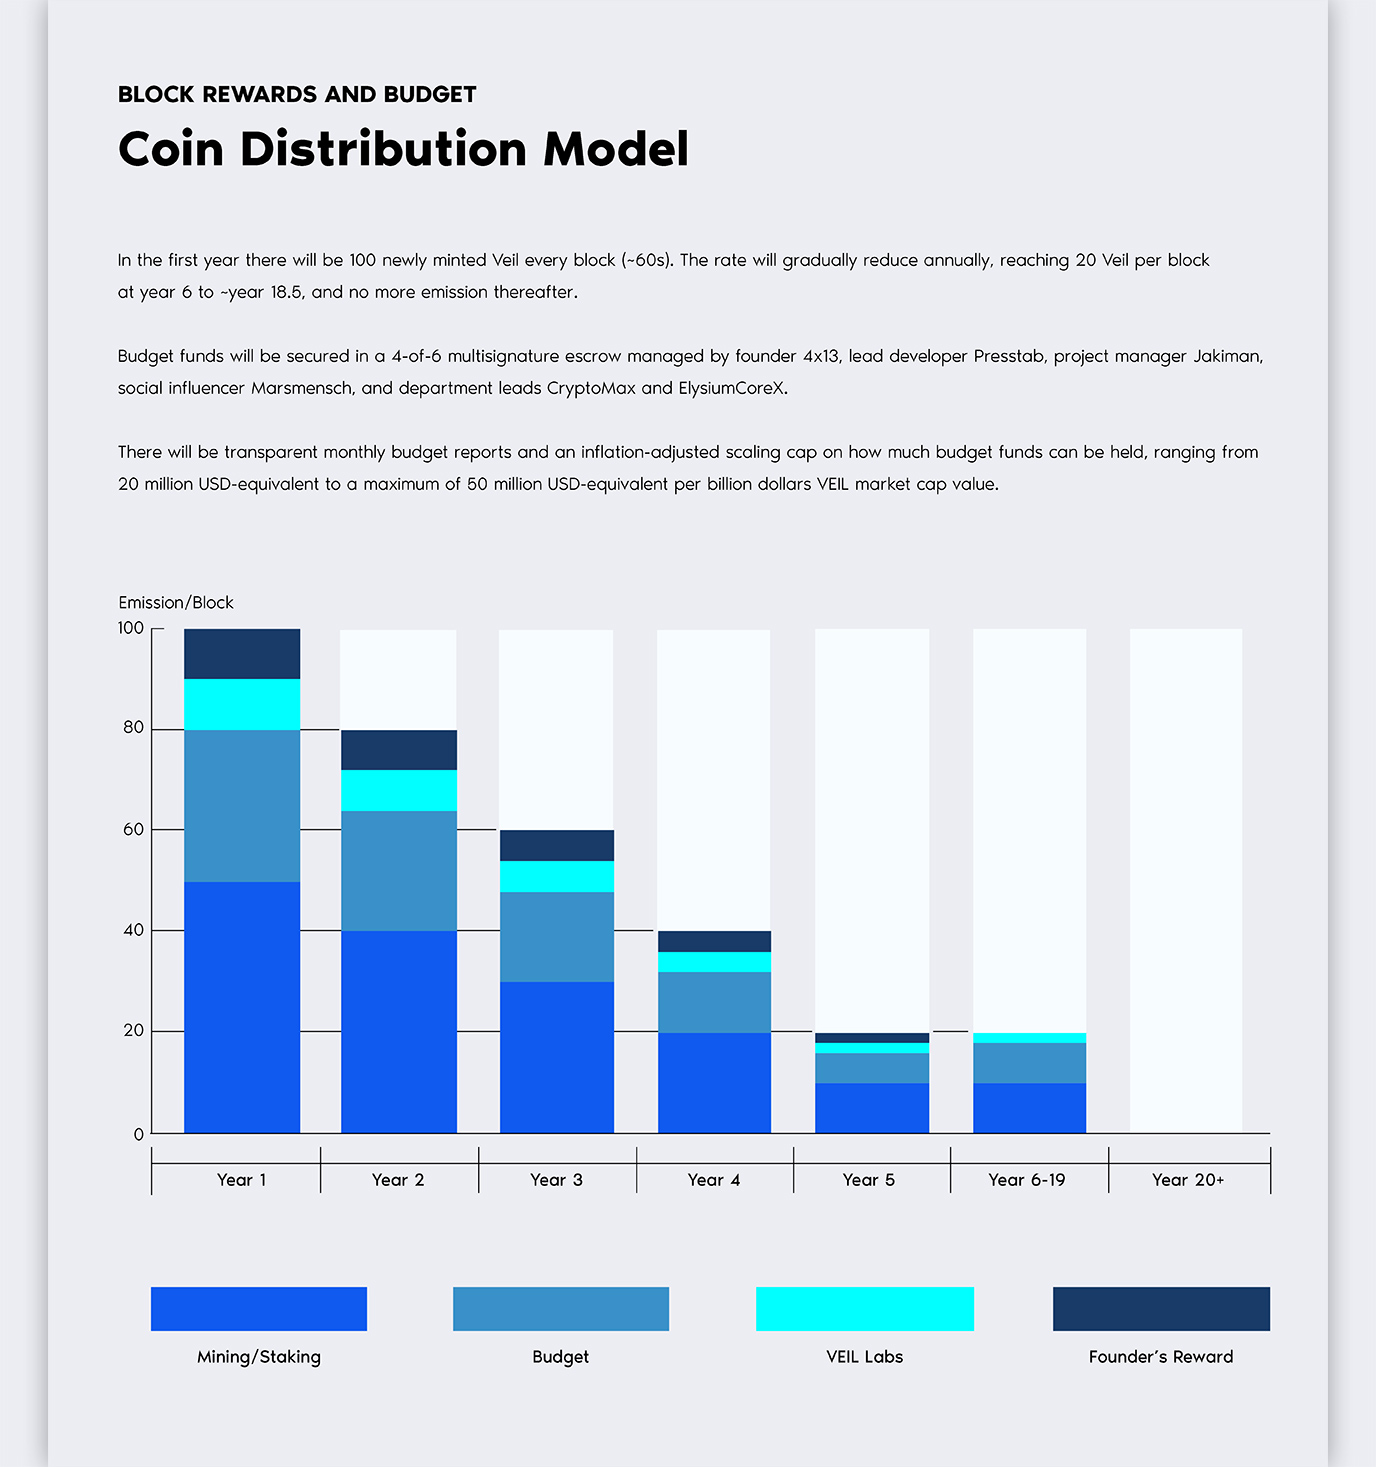 BLOCK REWARDS AND BUDGET
Coin Distribution Model
In the first year there will be 100 newly minted Veil every block (~60s). The rate will gradually reduce annually, reaching 20 Veil per block
at year 6 to ~year 18.5, and no more emission thereafter.
Budget funds will be secured in a 4-of-6 multisignature escrow managed by founder 4x13, lead developer Presstab, project manager Jakiman,
social influencer Marsmensch, and department leads CryptoMax and ElysiumCoreX.
There will be transparent monthly budget reports and an inflation-adjusted scaling cap on how much budget funds can be held, ranging from
20 million USD-equivalent to a maximum of 50 million USD-equivalent per billion dollars VEIL market cap value.
Emission/Block
100
80
60
40
20
0
Year 1 Year 2 Year 3 Year 4 Year 5 Year 6-19 Year 20+
Mining/Staking Budget VEIL Labs Founder's Reward